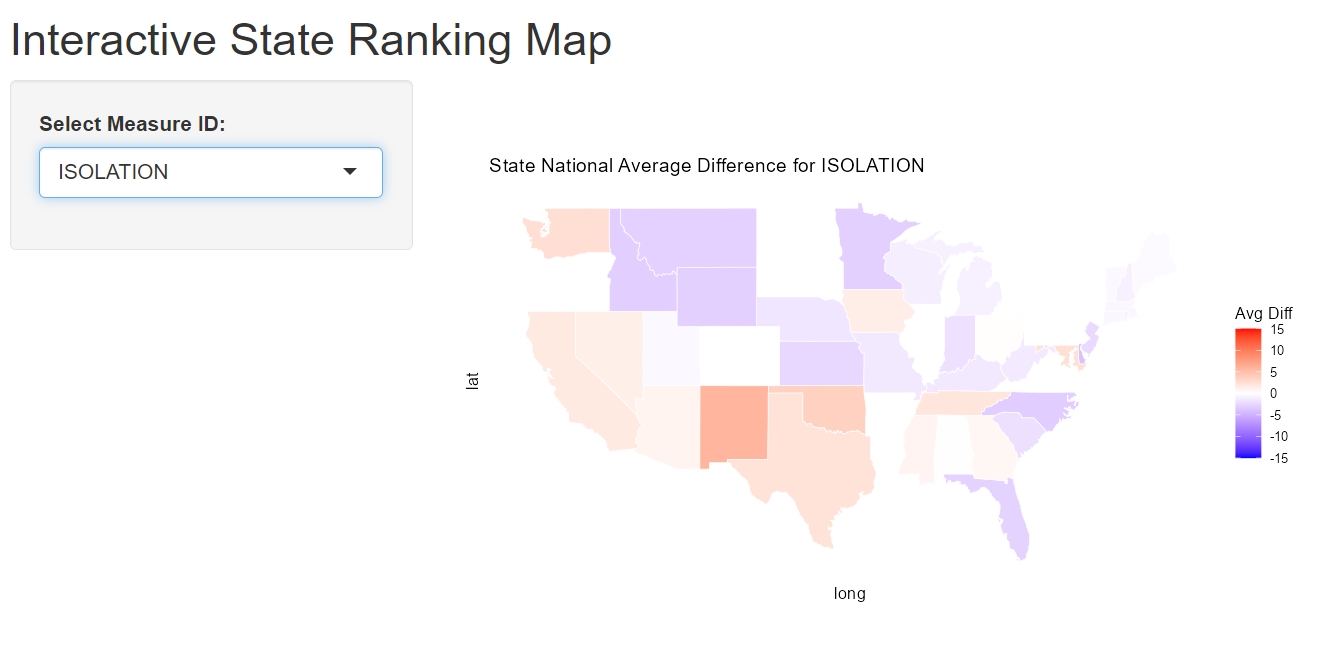 Interactive State Ranking Map
Select Measure ID:
ISOLATION
State National Average Difference for ISOLATION
lat
long
Avg Diff
15
10
5
0
-5
-10
-15